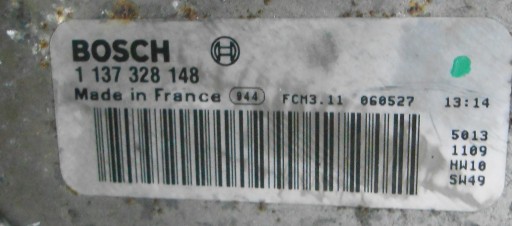 BOSCH
1 137 328 148
Made in France 944 FCM3.11 060527 13:14
5013
1109
HW10
SW49